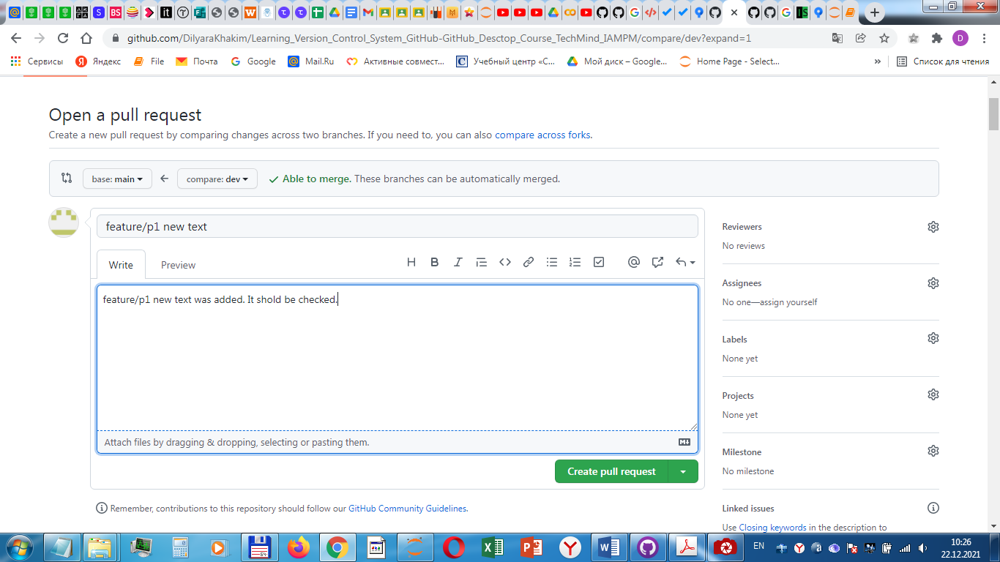 github.com/DilyaraKhakim/Learning_Version_Control_System_GitHub-GitHub_Desctop_Course_TechMind_IAMPM/compare/dev?expand=1
D
Сервисы
Яндекс
File
Почта
Google
Mail.Ru
Активные совмест...
Учебный центр «С...
Мой диск – Google...
Home Page - Select...
»
Список для чтения
Open a pull request
Create a new pull request by comparing changes across two branches. If you need to, you can also compare across forks.
base: main
compare: dev
Able to merge. These branches can be automatically merged.
feature/p1 new text
Write
Preview
feature/p1 new text was added. It shold be checked.
Attach files by dragging & dropping, selecting or pasting them.
Create pull request
Remember, contributions to this repository should follow our GitHub Community Guidelines.
Reviewers
No reviews
Assignees
No one—assign yourself
Labels
None yet
Projects
None yet
Milestone
No milestone
Linked issues
Use Closing keywords in the description to
EN
10:26
22.12.2021